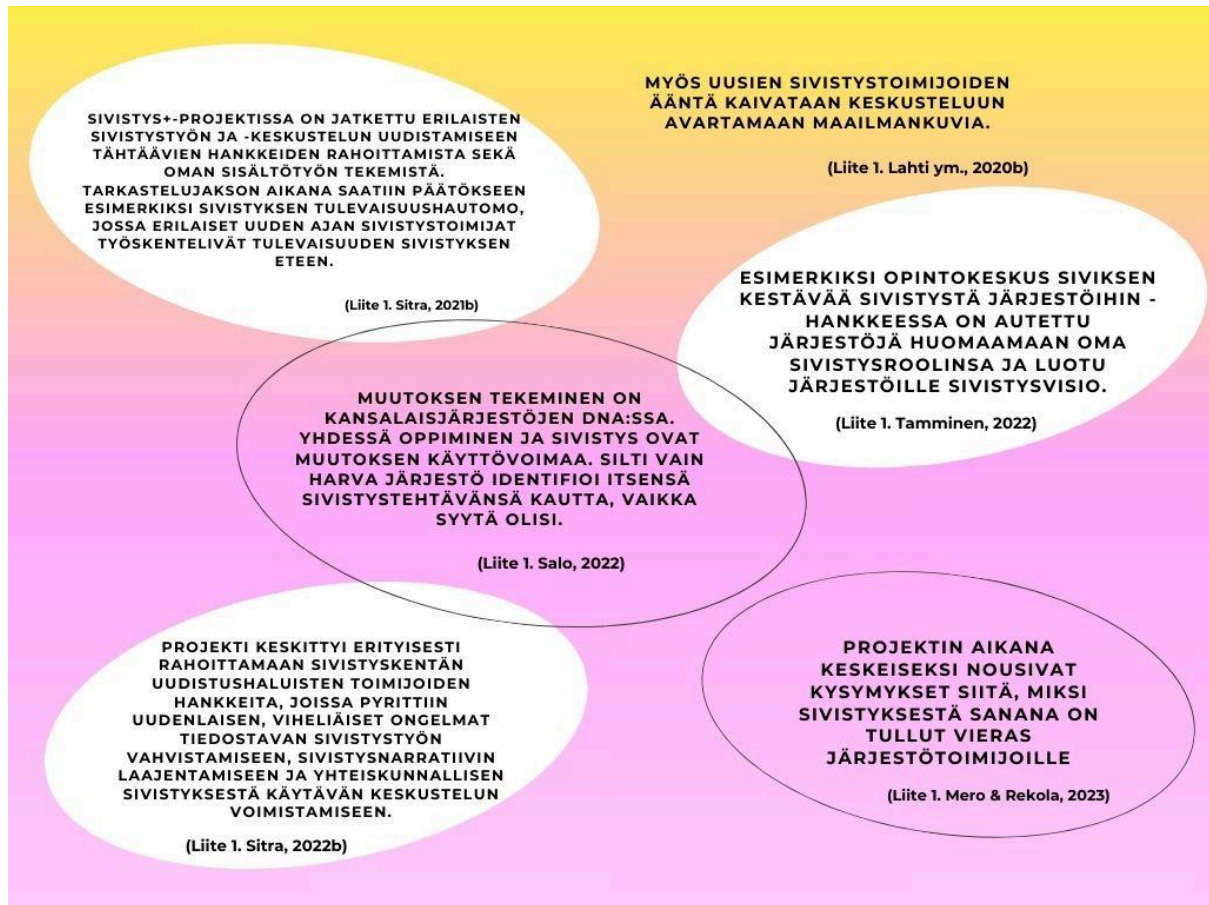 SIVISTYS+-PROJEKTISSA ON JATKETTU ERILAISTEN
SIVISTYSTYÖN JA -KESKUSTELUN UUDISTAMISEEN
TÄHTÄÄVIEN HANKKEIDEN RAHOITTAMISTA SEKÄ
OMAN SISÄLTÖTYÖN TEKEMISTÄ.
TARKASTELUJAKSON AIKANA SAATIIN PÄÄTÖKSEEN
ESIMERKIKSI SIVISTYKSEN TULEVAISUUSHAUTOMO,
JOSSA ERILAISET UUDEN AJAN SIVISTYSTOIMIJAT
TYÖSKENTELIVÄT TULEVAISUUDEN SIVISTYKSEN
ETEEN.
(Liite 1. Sitra, 2021b)
MYÖS UUSIEN SIVISTYSTOIMIJOIDEN
ÄÄNTÄ KAIVATAAN KESKUSTELUUN
AVARTAMAAN MAAILMANKUVIA.
(Liite 1. Lahti ym., 2020b)
ESIMERKIKSI OPINTOKESKUS SIVIKSEN
KESTÄVÄÄ SIVISTYSTÄ JÄRJESTÖIHIN -
HANKKEESSA ON AUTETTU
JÄRJESTÖJÄ HUOMAAMAAN OMA
SIVISTYSROOLINSA JA LUOTU
JÄRJESTÖILLE SIVISTYSVISIO.
(Liite 1. Tamminen, 2022)
MUUTOKSEN TEKEMINEN ON
KANSALAISJÄRJESTÖJEN DNA:SSA.
YHDESSÄ OPPIMINEN JA SIVISTYS OVAT
MUUTOKSEN KÄYTTÖVOIMAA. SILTI VAIN
HARVA JÄRJESTÖ IDENTIFIOI ITSENSÄ
SIVISTYSTEHTÄVÄNSÄ KAUTTA, VAIKKA
SYYTÄ OLISI.
(Liite 1. Salo, 2022)
PROJEKTI KESKITTYI ERITYISESTI
RAHOITTAMAAN SIVISTYSKENTÄN
UUDISTUSHALUISTEN TOIMIJOIDEN
HANKKEITA, JOISSA PYRITTIIN
UUDENLAISEN, VIHELIÄISET ONGELMAT
TIEDOSTAVAN SIVISTYSTYÖN
VAHVISTAMISEEN, SIVISTYSNARRATIIVIN
LAAJENTAMISEEN JA YHTEISKUNNALLISEN
SIVISTYKSESTÄ KÄYTÄVÄN KESKUSTELUN
VOIMISTAMISEEN.
(Liite 1. Sitra, 2022b)
PROJEKTIN AIKANA
KESKEISEKSI NOUSIVAT
KYSYMYKSET SIITÄ, MIKSI
SIVISTYKSESTÄ SANANA ON
TULLUT VIERAS
JÄRJESTÖTOIMIJOILLE
(Liite 1. Mero & Rekola, 2023)